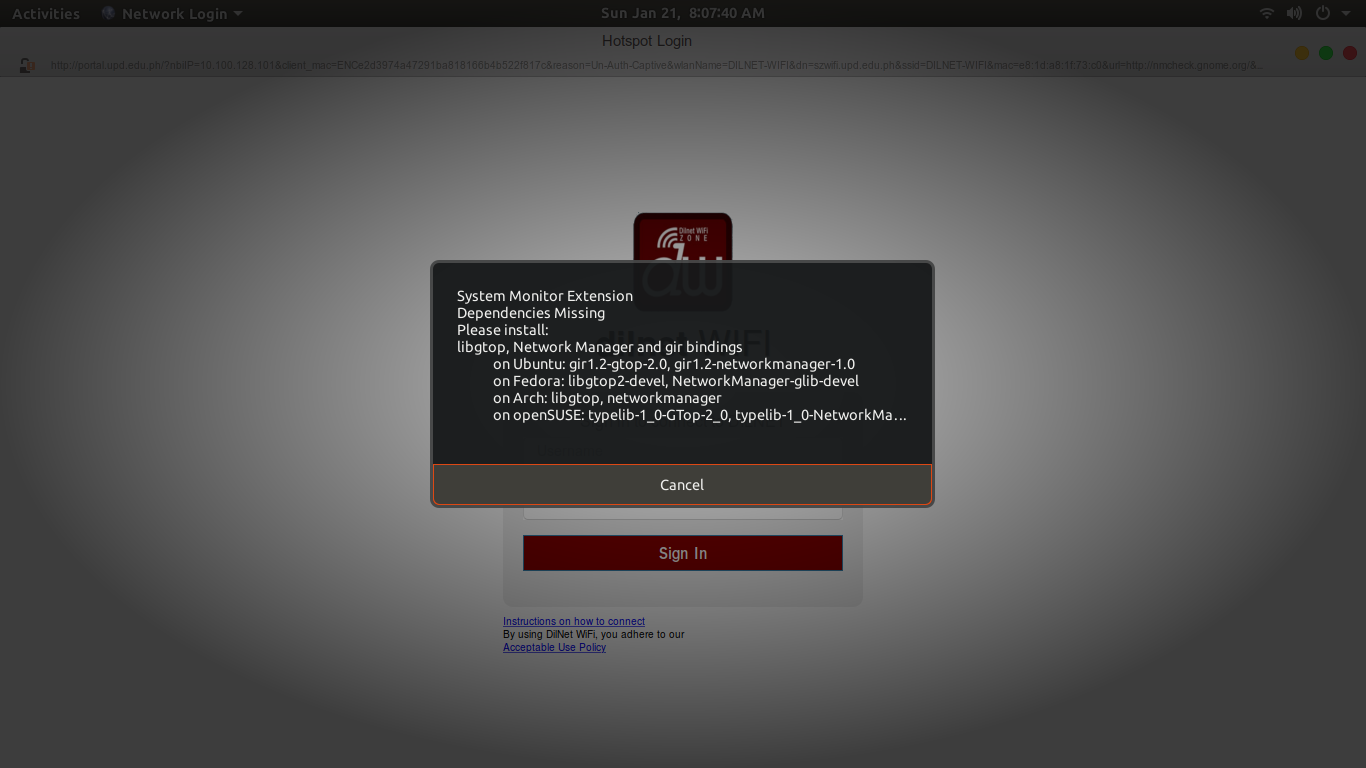 Activities
Network Login
Sun Jan 21, 8:07:40 AM
Hotspot Login
http://portal.upd.edu.ph/?nbiIP=10.100.128.101&client_mac=ENCe2d3974a47291ba818166b4b522f817c&reason=Un-Auth-Captive&wlanName=DILNET-WIFI&dn=szwifi.upd.edu.ph&ssid=DILNET-WIFI&mac=e8:1d:a8:1f:73:c0&url=http://nmcheck.gnome.org/&...
Dilnet WiFi
ZONE
dw
dilnet WIFI
System Monitor Extension
Dependencies Missing
Please install:
libgtop, Network Manager and gir bindings
on Ubuntu: gir1.2-gtop-2.0, gir1.2-networkmanager-1.0
on Fedora: libgtop2-devel, NetworkManager-glib-devel
on Arch: libgtop, networkmanager
on openSUSE: typelib-1_0-GTop-2_0, typelib-1_0-NetworkMa…
Cancel
Sign In
Instructions on how to connect
By using DilNet WiFi, you adhere to our
Acceptable Use Policy